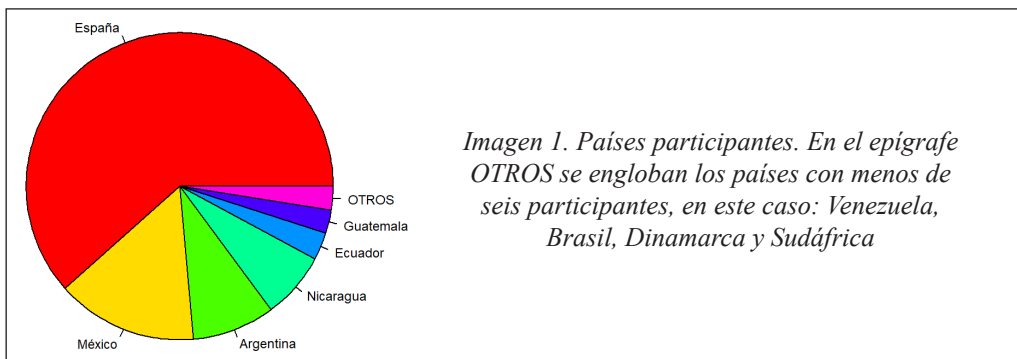 España
OTROS
Guatemala
Ecuador
Nicaragua
Argentina
México
Imagen 1. Países participantes. En el epígrafe
OTROS se engloban los países con menos de
seis participantes, en este caso: Venezuela,
Brasil, Dinamarca y Sudáfrica